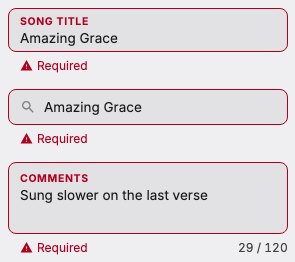 SONG TITLE
Amazing Grace
Required
Amazing Grace
Required
COMMENTS
Sung slower on the last verse
Required 29 / 120